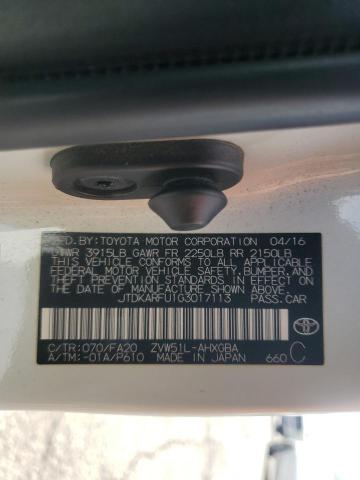 MFD.BY:TOYOTA MOTOR CORPORATION 04/16
GVWR 3915LB GAWR FR 2250LB RR 2150LB
THIS VEHICLE CONFORMS TO ALL APPLICABLE
FEDERAL MOTOR VEHICLE SAFETY,BUMPER,AND
THEFT PREVENTION STANDARDS IN EFFECT ON
THE DATE OF MANUFACTURE SHOWN ABOVE.
JTDKARFU1G3017113 PASS.CAR
C/TR:070/FA20 ZVW51L-AHXGBA
A/TM:-01A/P610 MADE IN JAPAN 660 C